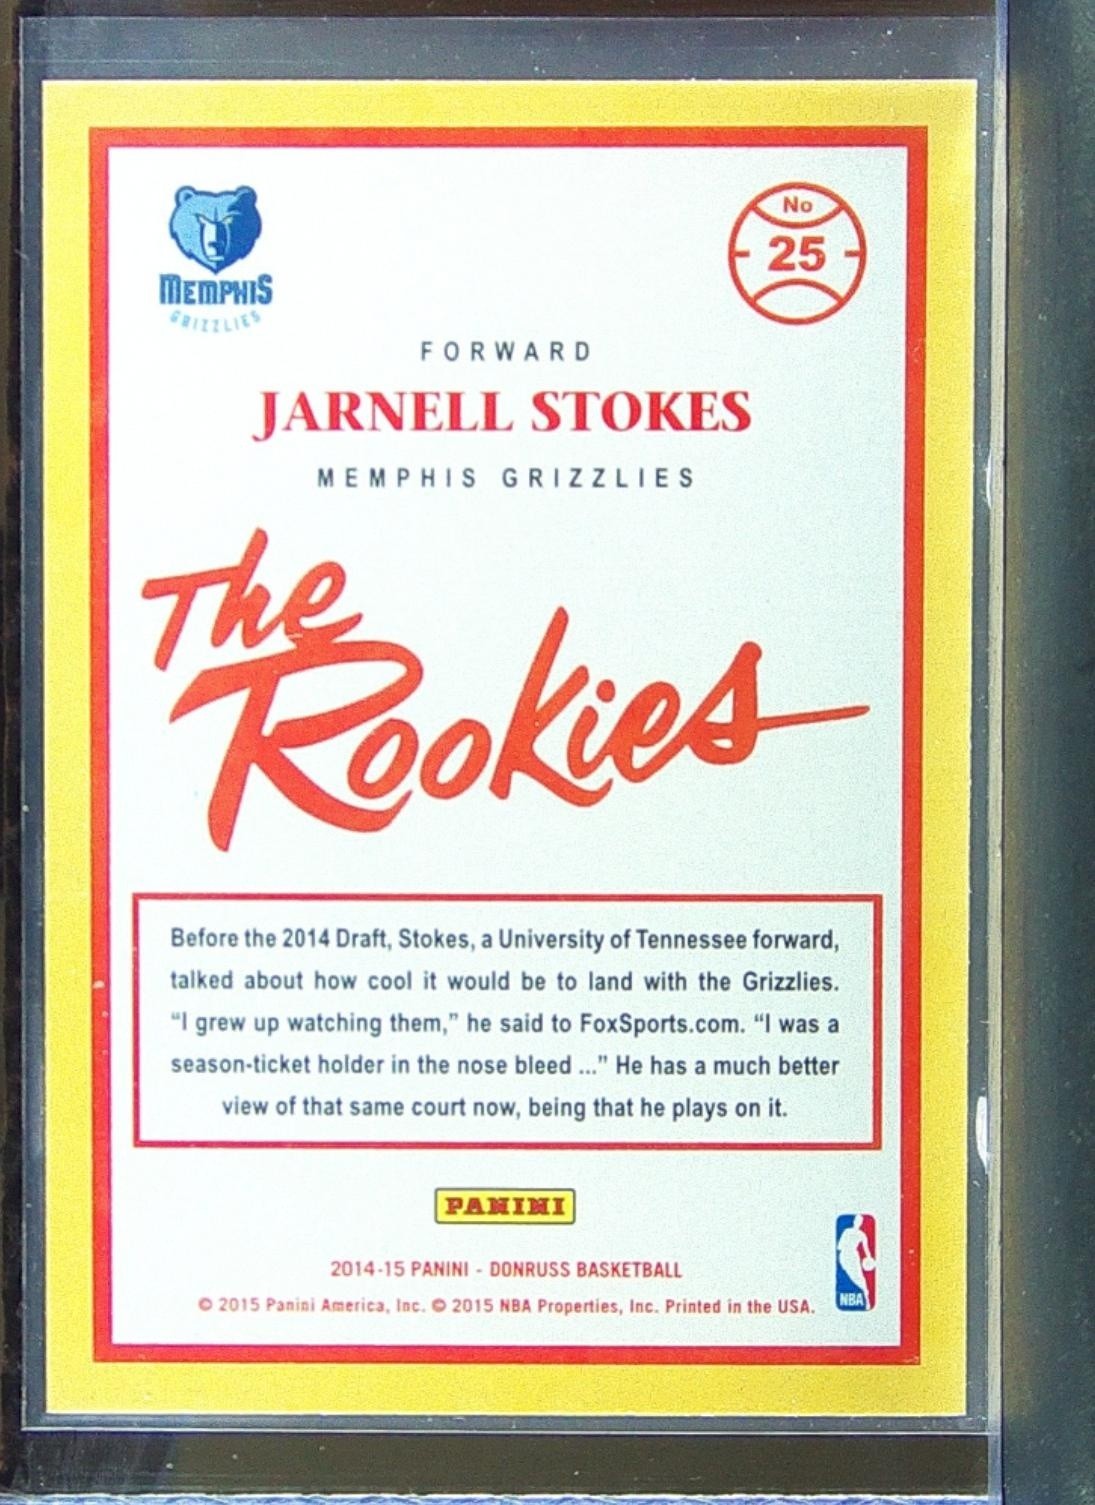 MEMPHIS
GRIZZLIES
No
25
FORWARD
JARNELL STOKES
MEMPHIS GRIZZLIES
The
Rookies
Before the 2014 Draft, Stokes, a University of Tennessee forward,
talked about how cool it would be to land with the Grizzlies.
“I grew up watching them,” he said to FoxSports.com. “I was a
season-ticket holder in the nose bleed ...” He has a much better
view of that same court now, being that he plays on it.
PANINI
2014-15 PANINI - DONRUSS BASKETBALL
© 2015 Panini America, Inc. © 2015 NBA Properties, Inc. Printed in the USA.
NBA